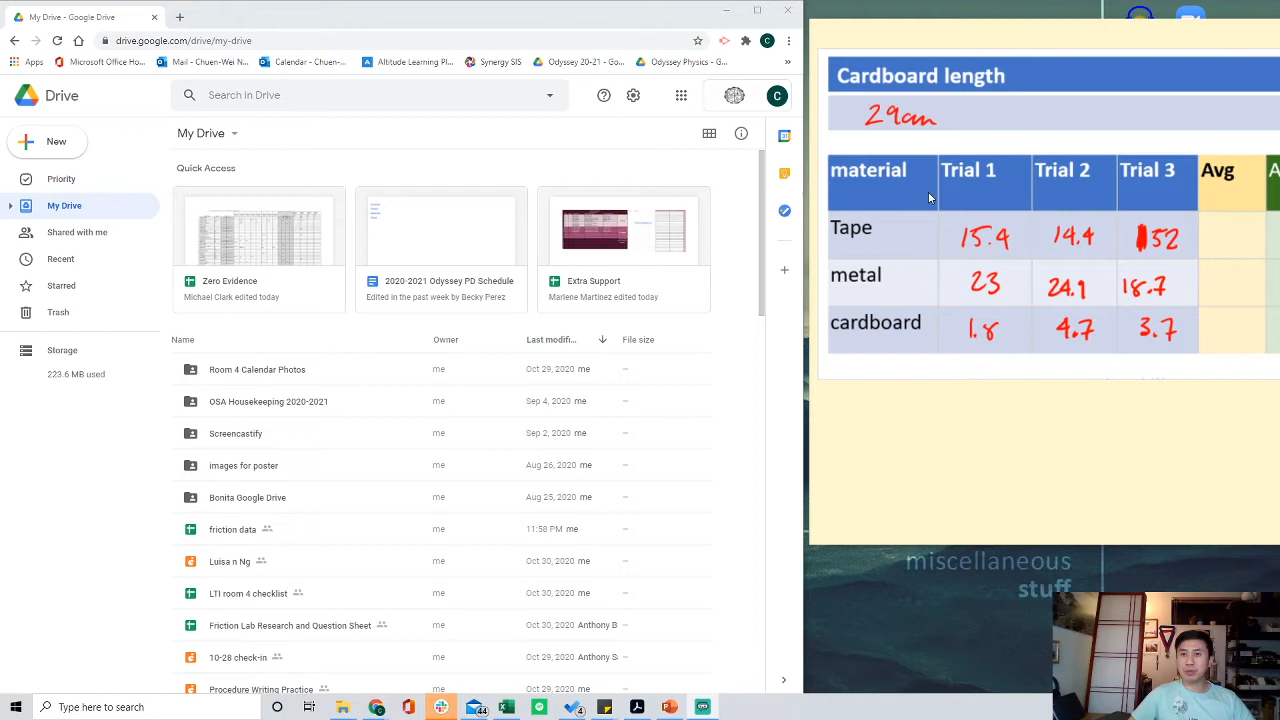 My Drive - Google Drive
drive.google.com/drive/my-drive
Apps
Microsoft Office Hom
Mail - Chuen-Wei N
Calendar - Chuen-
Altitude Learning Pl
Synergy SIS
Odyssey 20-21 - Go
Odyssey Physics - G
Drive
Search in Drive
C
New
Priority
My Drive
Shared with me
Recent
Starred
Trash
Storage
223.6 MB used
My Drive
Quick Access
Zero Evidence
Michael Clark edited today
2020-2021 Odyssey PD Schedule
Edited in the past week by Becky Perez
Extra Support
Marlene Martinez edited today
Name Owner Last modifi... File size
Room 4 Calendar Photos me Oct 29, 2020 me –
OSA Housekeeping 2020-2021 me Sep 4, 2020 me –
Screencastify me Sep 2, 2020 me –
images for poster me Aug 26, 2020 me –
Bonita Google Drive me Aug 25, 2020 me –
friction data me 11:58 PM me –
Luisa n Ng me Oct 30, 2020 me –
LTI room 4 checklist me Oct 30, 2020 me –
Friction Lab Research and Question Sheet me Oct 30, 2020 Anthony B –
10-28 check-in me Oct 29, 2020 Anthony S –
Procedure Writing Practice me Oct 29, 2020 me –
Cardboard length
29cm
material Trial 1 Trial 2 Trial 3 Avg A
Tape 15.4 14.4 52
metal 23 24.1 18.7
cardboard 1.8 4.7 3.7
miscellaneous
stuff
Type here to search